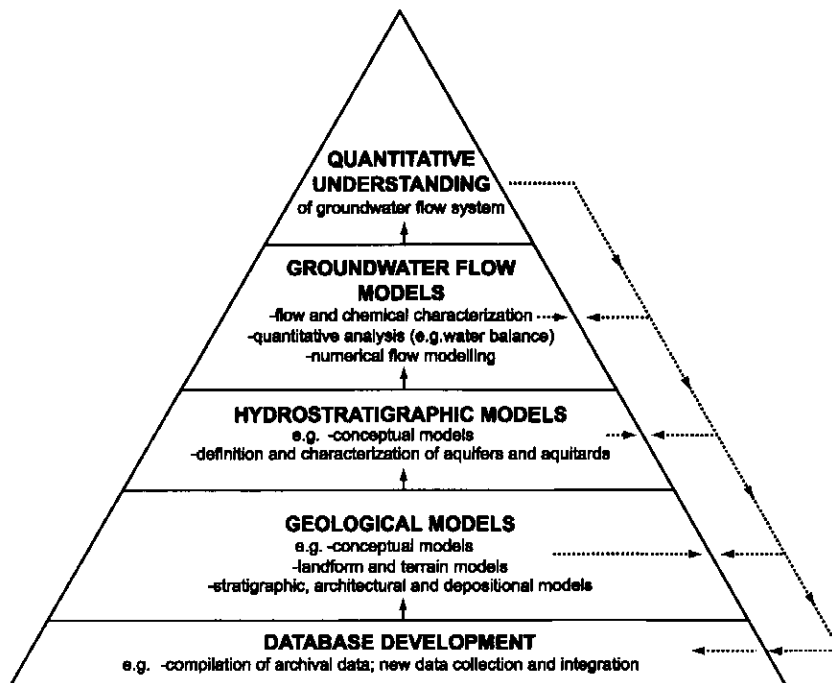 QUANTITATIVE
UNDERSTANDING
of groundwater flow system
GROUNDWATER FLOW
MODELS
-flow and chemical characterization
-quantitative analysis (e.g.water balance)
-numerical flow modelling
HYDROSTRATIGRAPHIC MODELS
e.g. -conceptual models
-definition and characterization of aquifers and aquitards
GEOLOGICAL MODELS
e.g. -conceptual models
-landform and terrain models
-stratigraphic, architectural and depositional models
DATABASE DEVELOPMENT
e.g. -compilation of archival data; new data collection and integration